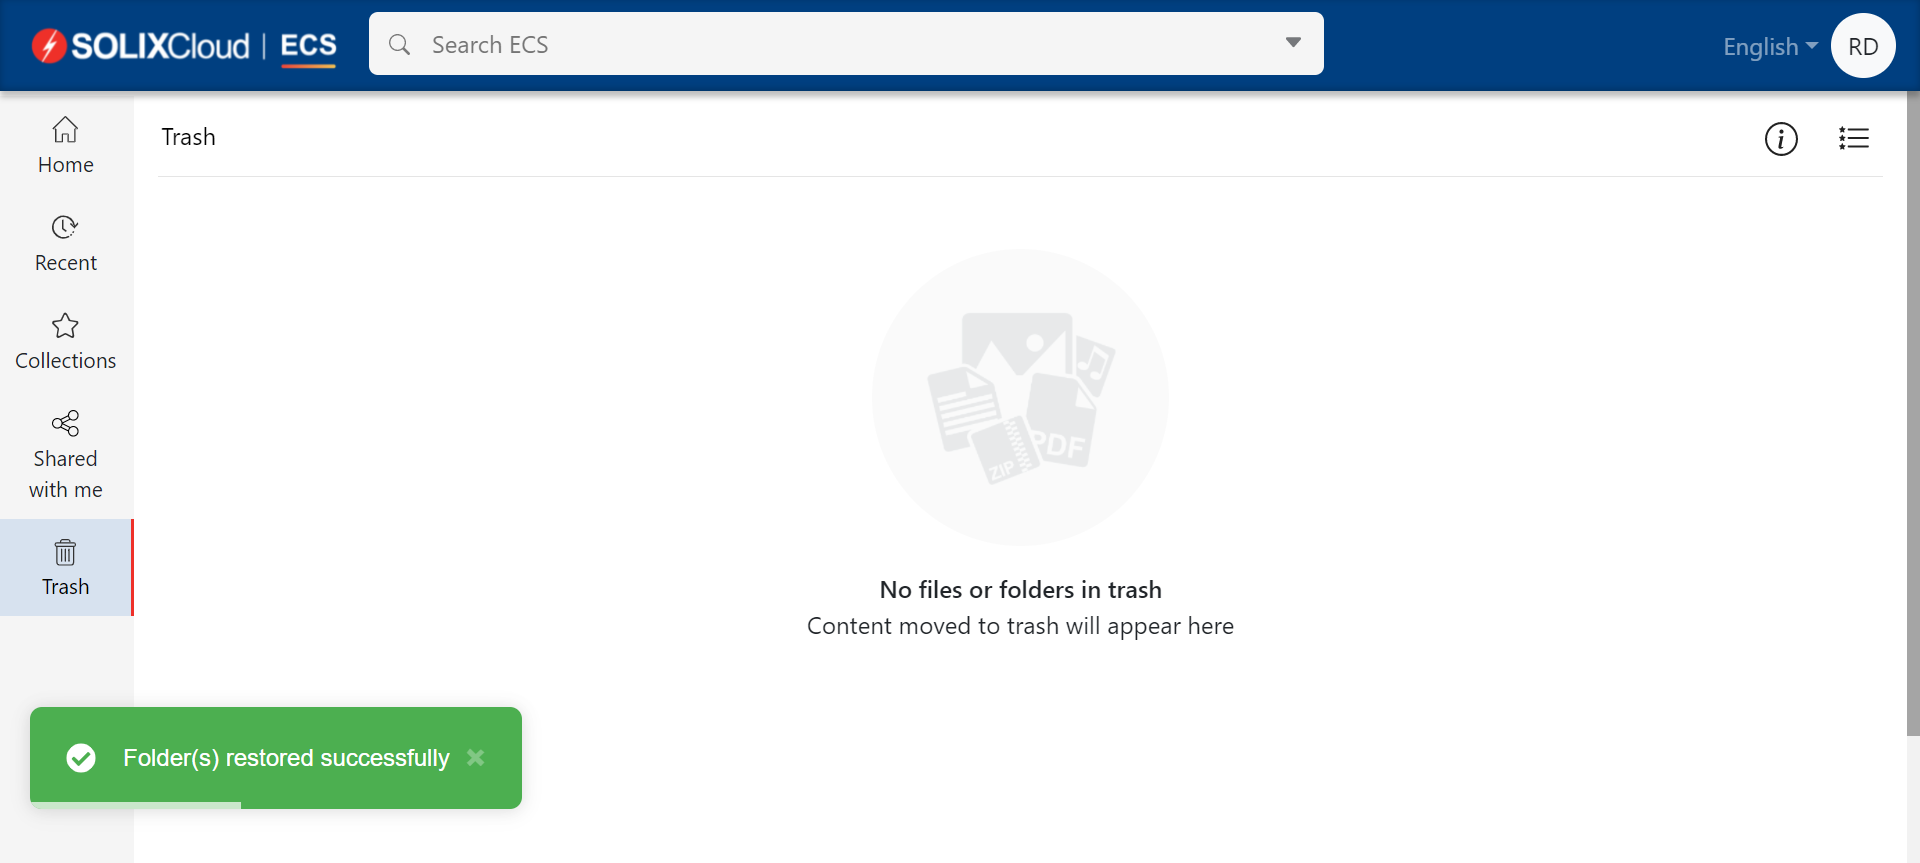 SOLIXCloud | ECS
Search ECS
English
RD
Home
Recent
Collections
Shared
with me
Trash
Trash
PDF
ZIP
No files or folders in trash
Content moved to trash will appear here
Folder(s) restored successfully